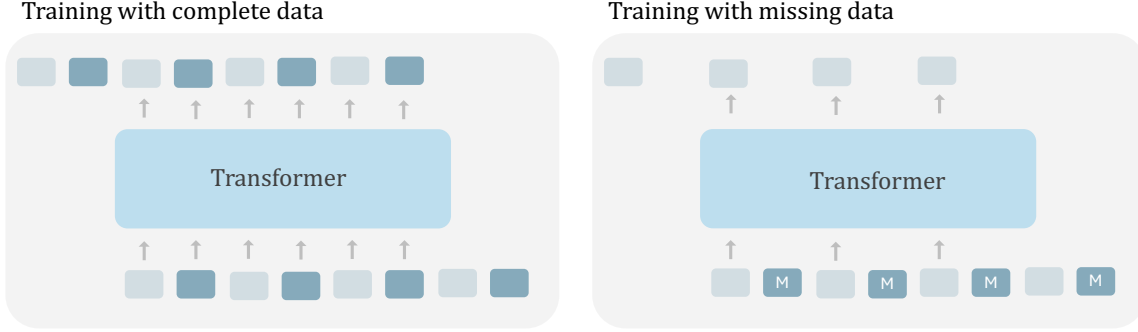 Training with complete data
Training with missing data
Transformer
Transformer
M M M M